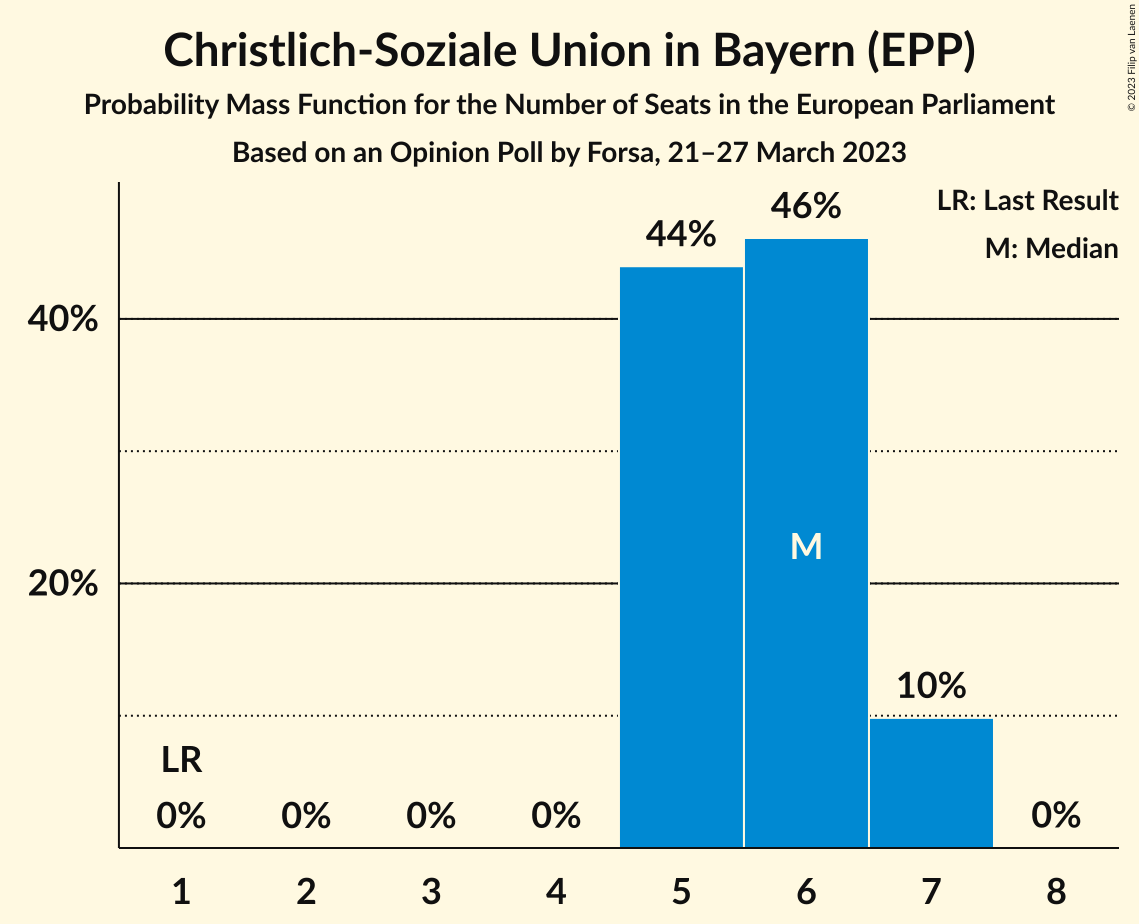 Christlich-Soziale Union in Bayern (EPP)
Probability Mass Function for the Number of Seats in the European Parliament
Based on an Opinion Poll by Forsa, 21–27 March 2023
© 2023 Filip van Laenen
LR: Last Result
M: Median
46%
44%
40%
M
20%
10%
LR
0% 0% 0% 0% 0%
1 2 3 4 5 6 7 8